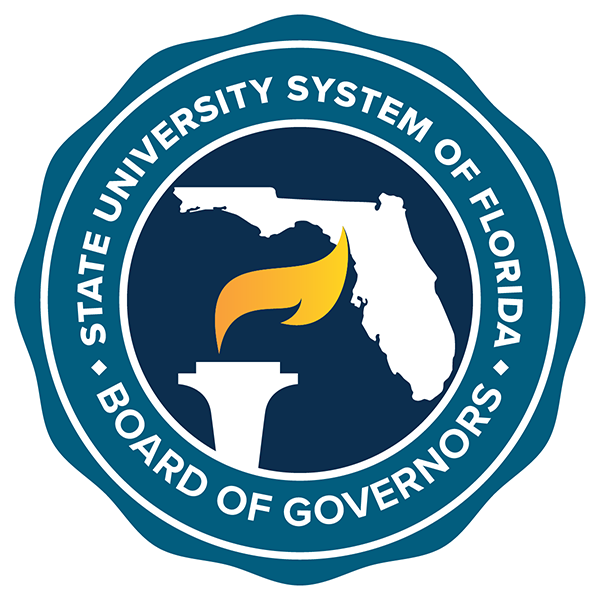 STATE UNIVERSITY SYSTEM OF FLORIDA
BOARD OF GOVERNORS